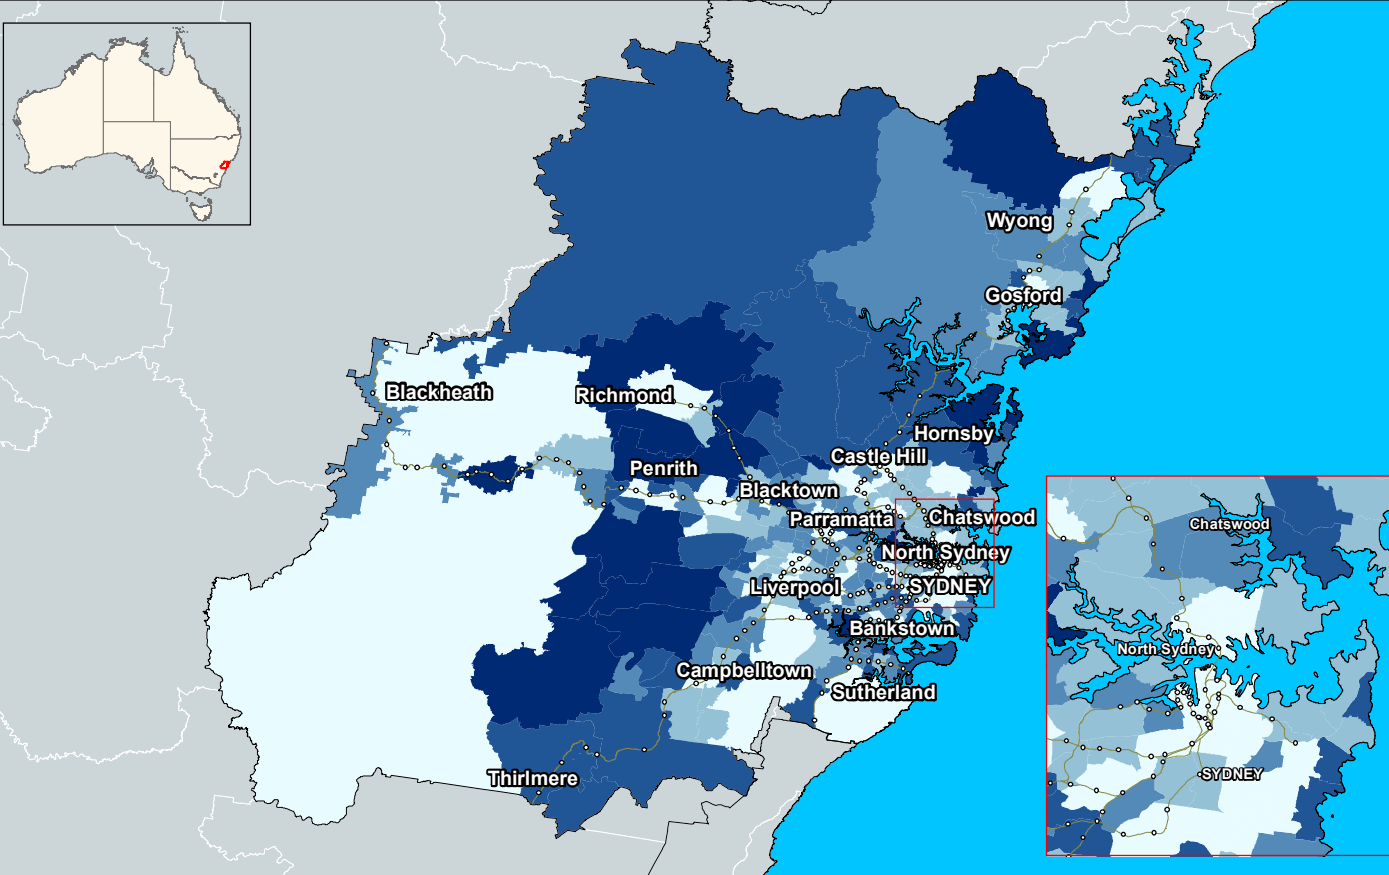 Wyong
Gosford
Blackheath
Richmond
Hornsby
Castle Hill
Penrith
Blacktown
Parramatta
Chatswood
North Sydney
Liverpool
SYDNEY
Bankstown
Campbelltown
Sutherland
Thirlmere
Chatswood
North Sydney
SYDNEY